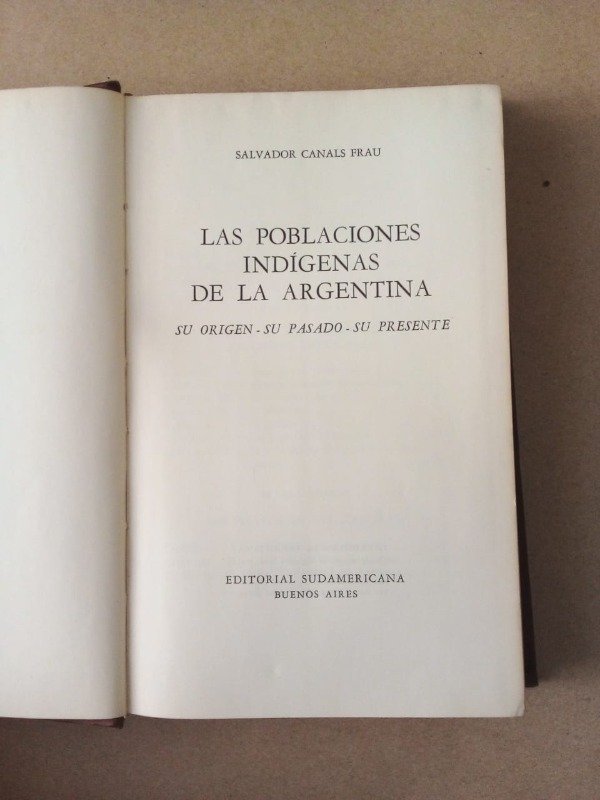 SALVADOR CANALS FRAU
LAS POBLACIONES
INDÍGENAS
DE LA ARGENTINA
SU ORIGEN - SU PASADO - SU PRESENTE
EDITORIAL SUDAMERICANA
BUENOS AIRES